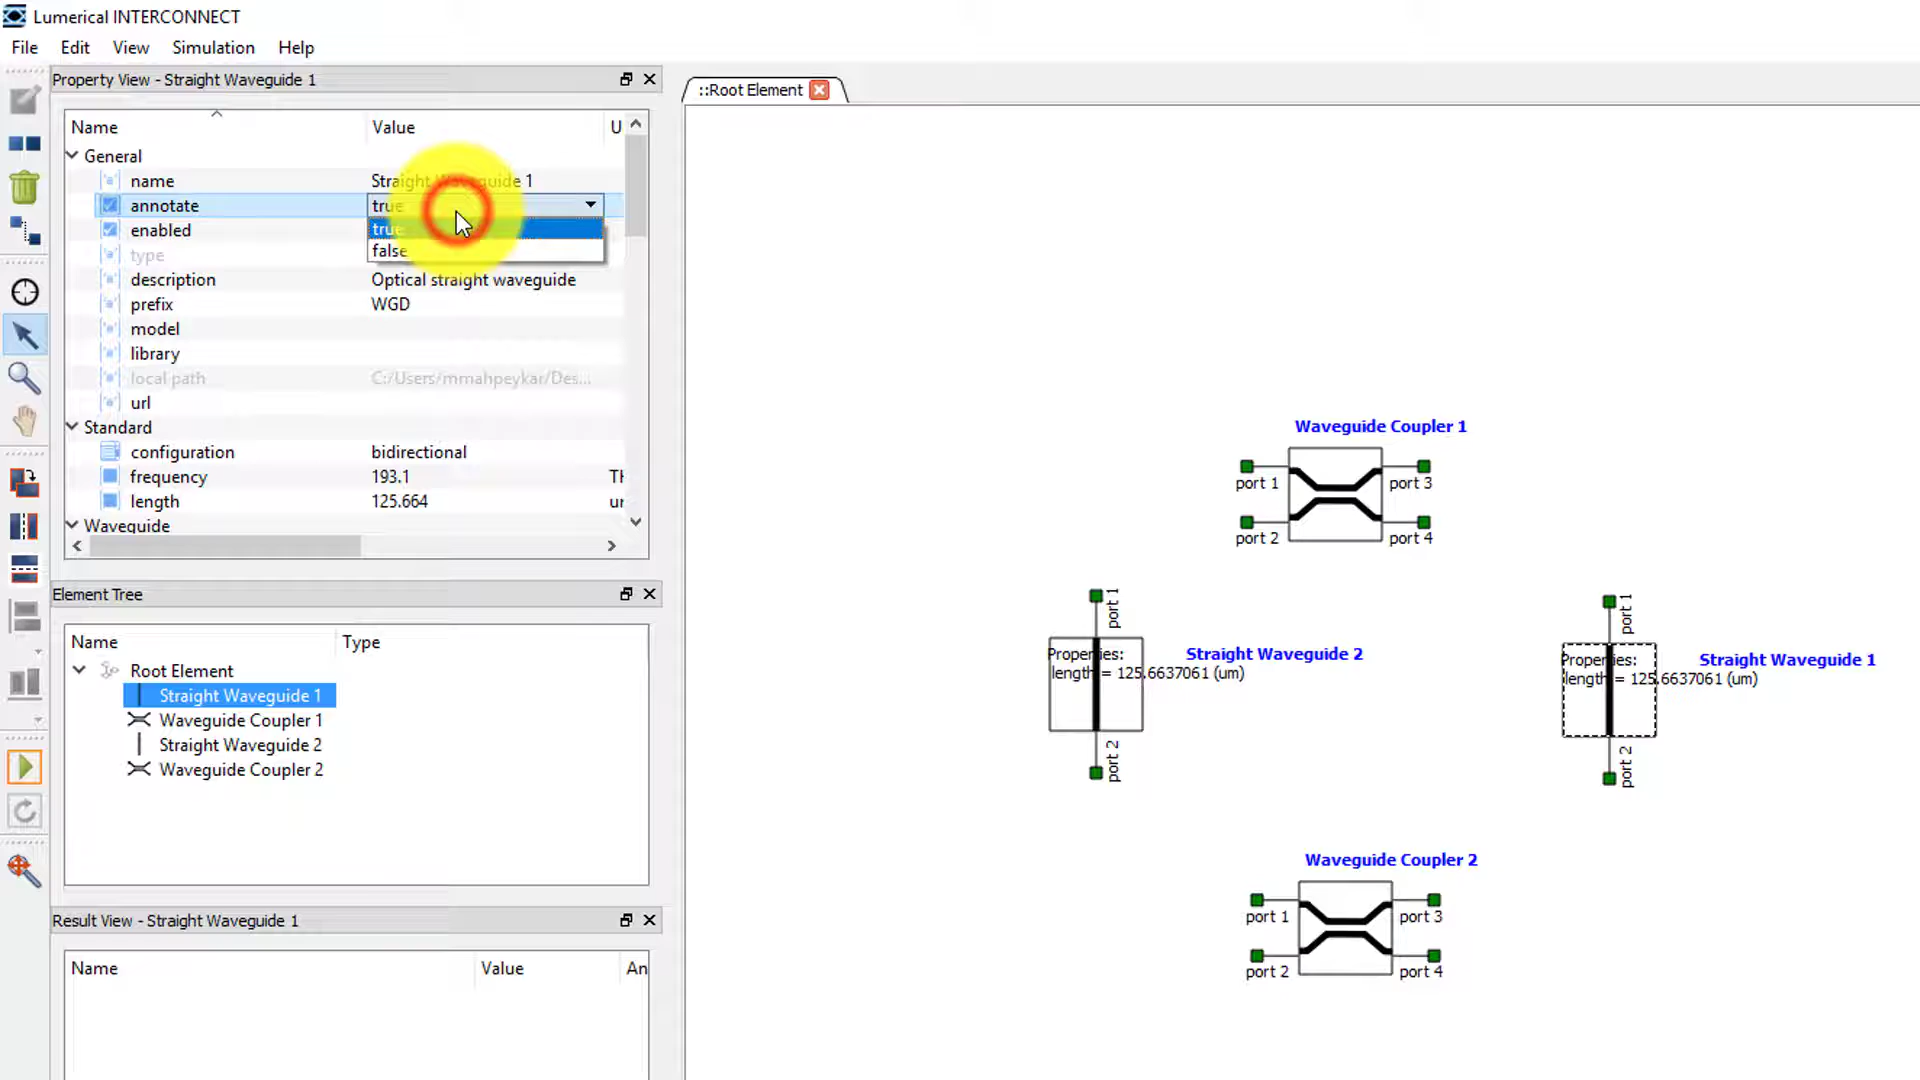 Lumerical INTERCONNECT
File Edit View Simulation Help
Property View - Straight Waveguide 1
Name Value U
General
name Straight Waveguide 1
annotate true
true
enabled
false
type
description Optical straight waveguide
prefix WGD
model
library
local path C:/Users/mmahpeykar/Des...
url
Standard
configuration bidirectional
frequency 193.1 TH
length 125.664 ur
Waveguide
Element Tree
Name Type
Root Element
Straight Waveguide 1
Waveguide Coupler 1
Straight Waveguide 2
Waveguide Coupler 2
Result View - Straight Waveguide 1
Name Value An
::Root Element
Waveguide Coupler 1
port 1 port 3
port 2 port 4
port 1
Properties: Straight Waveguide 2
length = 125.6637061 (um)
port 2
port 1
Properties: Straight Waveguide 1
length = 125.6637061 (um)
port 2
Waveguide Coupler 2
port 1 port 3
port 2 port 4